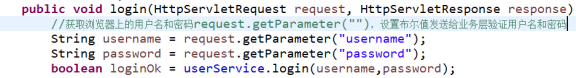 public void login(HttpServletRequest request, HttpServletResponse response)
//获取浏览器上的用户名和密码request.getParameter("")，设置布尔值发送给业务层验证用户名和密码
String username = request.getParameter("username");
String password = request.getParameter("password");
boolean loginOk = userService.login(username,password);